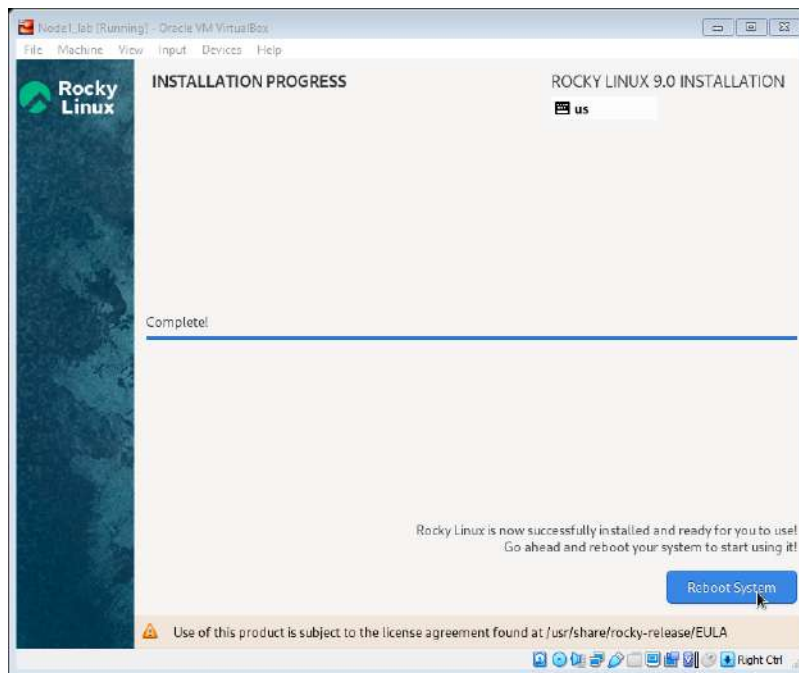 Node1_lab [Running] - Oracle VM VirtualBox
File Machine View Input Devices Help
Rocky
Linux
INSTALLATION PROGRESS
ROCKY LINUX 9.0 INSTALLATION
us
Complete!
Rocky Linux is now successfully installed and ready for you to use!
Go ahead and reboot your system to start using it!
Reboot System
Use of this product is subject to the license agreement found at /usr/share/rocky-release/EULA
Right Ctrl